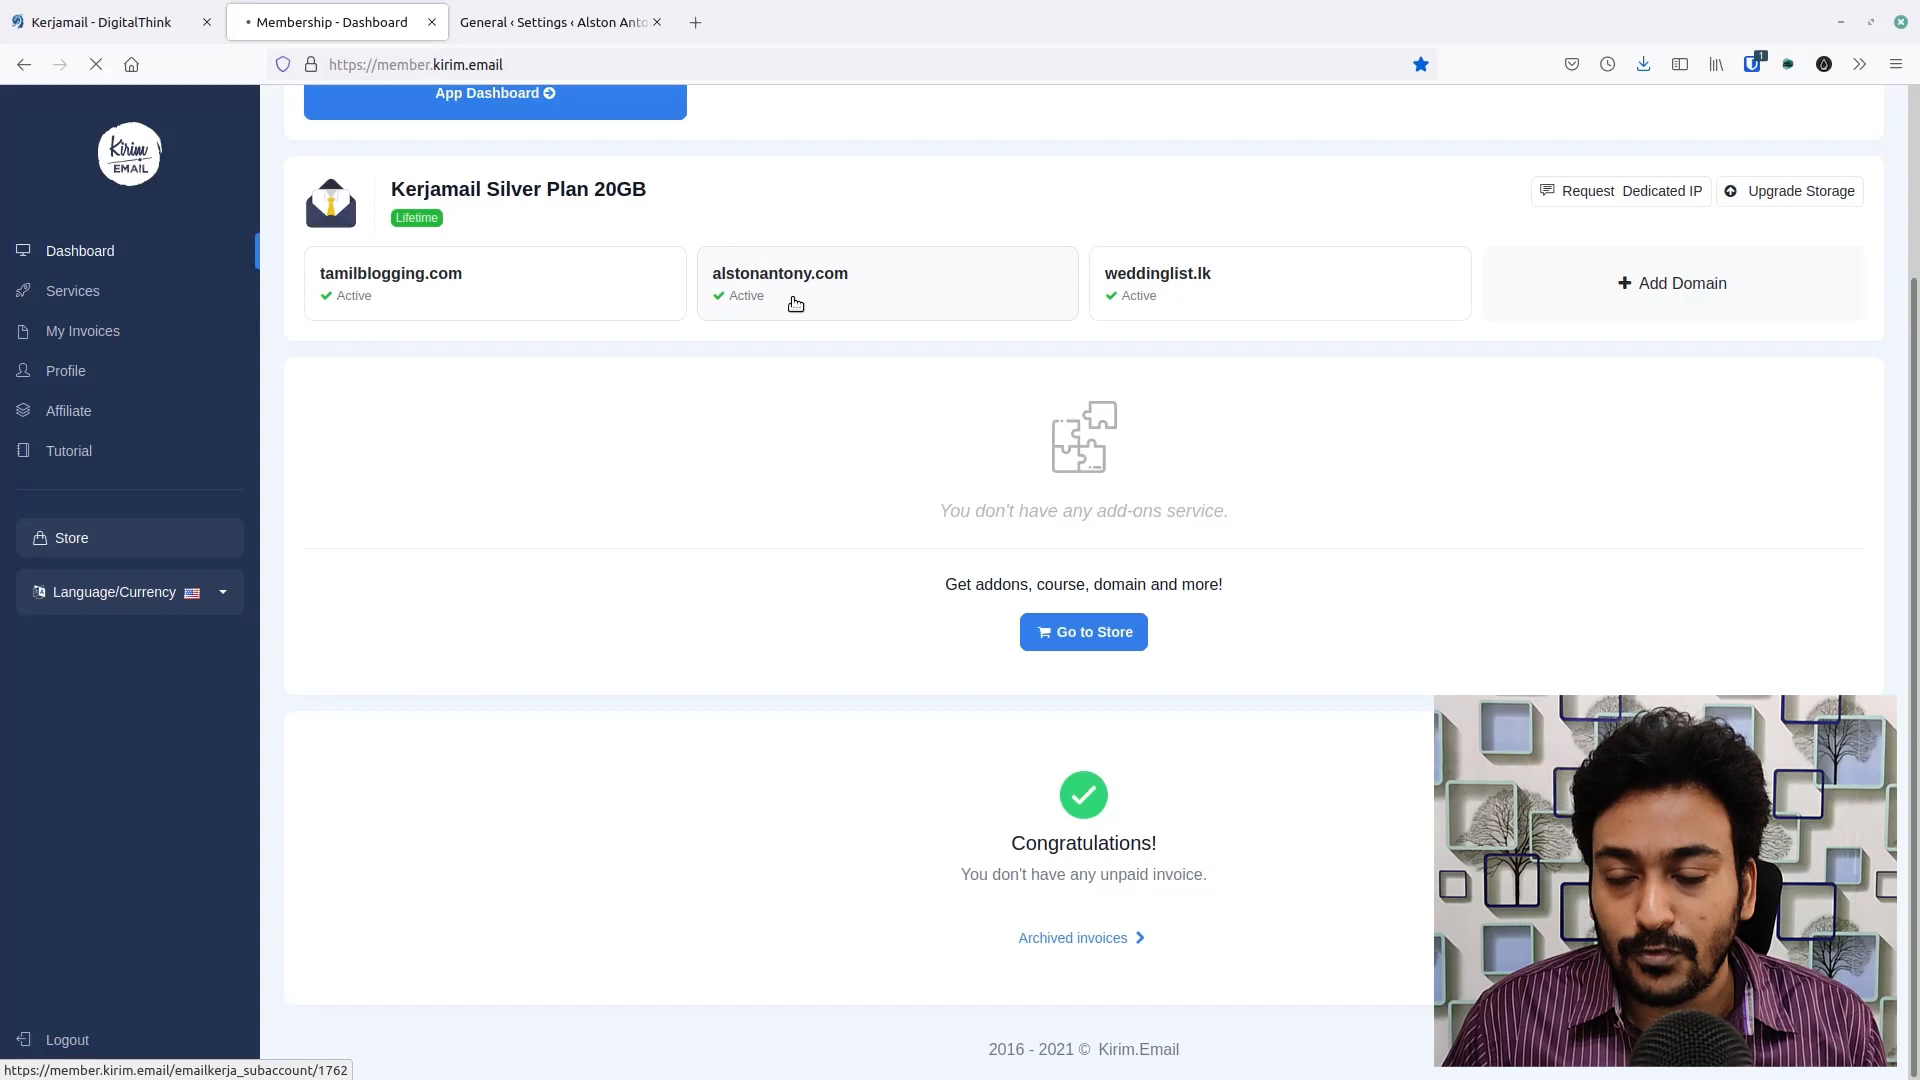 Kerjamail - DigitalThink
• Membership - Dashboard
General ‹ Settings ‹ Alston Anto
https://member.kirim.email
1
Kirim
EMAIL
Dashboard
Services
My Invoices
Profile
Affiliate
Tutorial
Store
Language/Currency
Logout
App Dashboard
Kerjamail Silver Plan 20GB
Lifetime
Request Dedicated IP
Upgrade Storage
tamilblogging.com
Active
alstonantony.com
Active
weddinglist.lk
Active
Add Domain
You don't have any add-ons service.
Get addons, course, domain and more!
Go to Store
Congratulations!
You don't have any unpaid invoice.
Archived invoices
2016 - 2021 © Kirim.Email
https://member.kirim.email/emailkerja_subaccount/1762